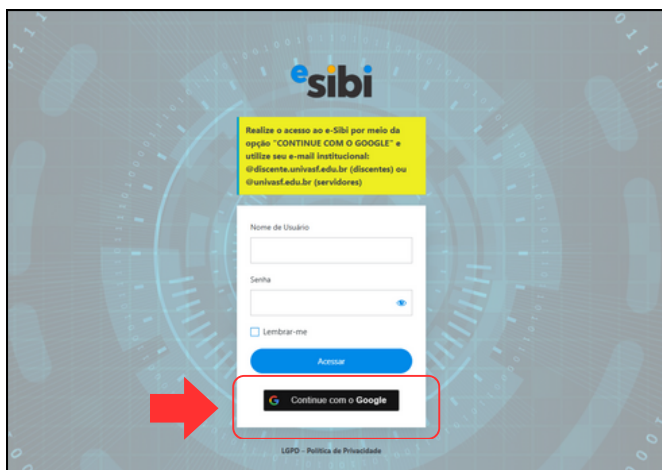 esibi
Realize o acesso ao e-Sibi por meio da
opção "CONTINUE COM O GOOGLE" e
utilize seu e-mail institucional:
@discente.univasf.edu.br (discentes) ou
@univasf.edu.br (servidores)
Nome de Usuário
Senha
Lembrar-me
Acessar
Continue com o Google
LGPD – Política de Privacidade